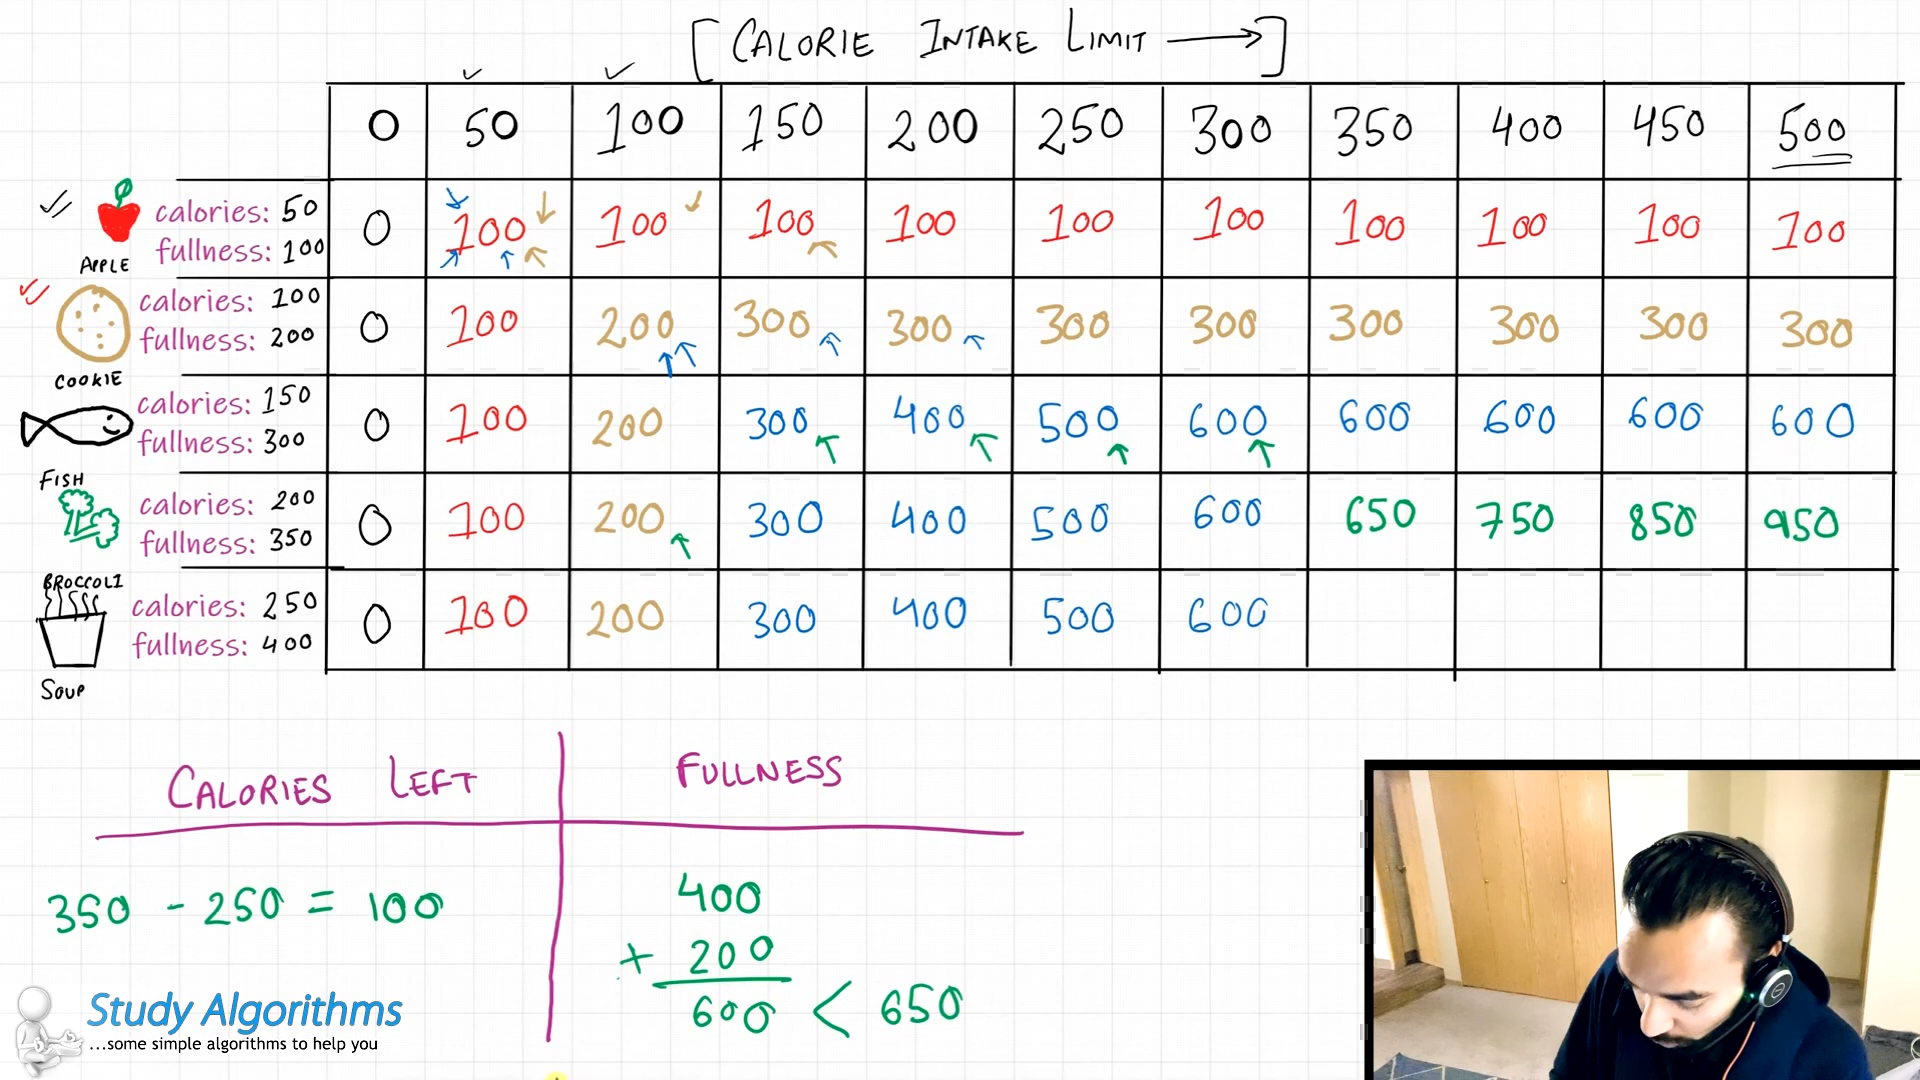 [ CALORIE INTAKE LIMIT → ]
0 50 100 150 200 250 300 350 400 450 500
calories: 50
fullness: 100
APPLE
0 100 100 100 100 100 100 100 100 100 100
calories: 100
fullness: 200
COOKIE
0 100 200 300 300 300 300 300 300 300 300
calories: 150
fullness: 300
FISH
0 100 200 300 400 500 600 600 600 600 600
calories: 200
fullness: 350
BROCCOLI
0 100 200 300 400 500 600 650 750 850 950
calories: 250
fullness: 400
SOUP
0 100 200 300 400 500 600
CALORIES LEFT
FULLNESS
350 - 250 = 100
400
+ 200
600 < 650
Study Algorithms
...some simple algorithms to help you